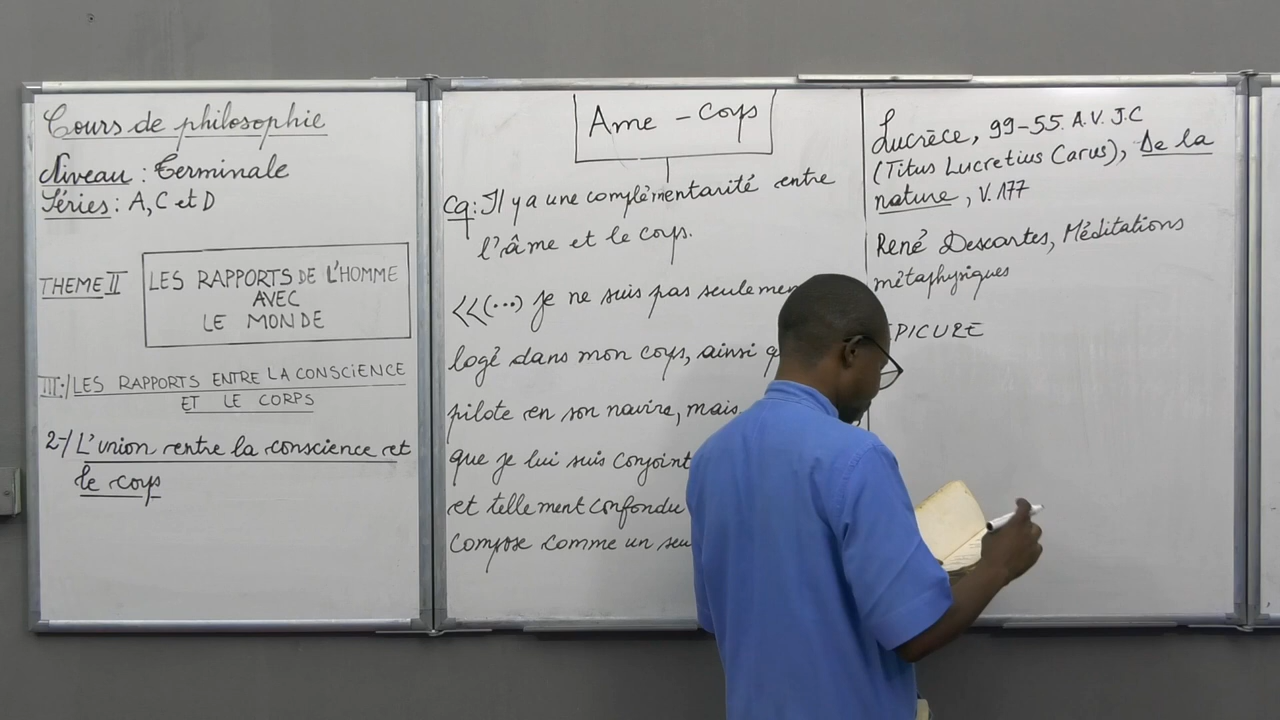 Cours de philosophie
Niveau : Terminale
Séries : A, C et D
THEME II
LES RAPPORTS DE L'HOMME
AVEC
LE MONDE
III-/ LES RAPPORTS ENTRE LA CONSCIENCE
ET LE CORPS
2-/ L'union entre la conscience et
le corps
Ame - Corps
Cq : Il y a une complémentarité entre
l'âme et le corps.
<<(...) je ne suis pas seulemen
logé dans mon corps, ainsi q
pilote en son navire, mais
que je lui suis conjoint
et tellement confondu
compose comme un seu
Lucrèce, 99-55. A.V. J.C
(Titus Lucretius Carus), De la
nature, V. 177
René Descartes, Méditations
métaphysiques
EPICURE